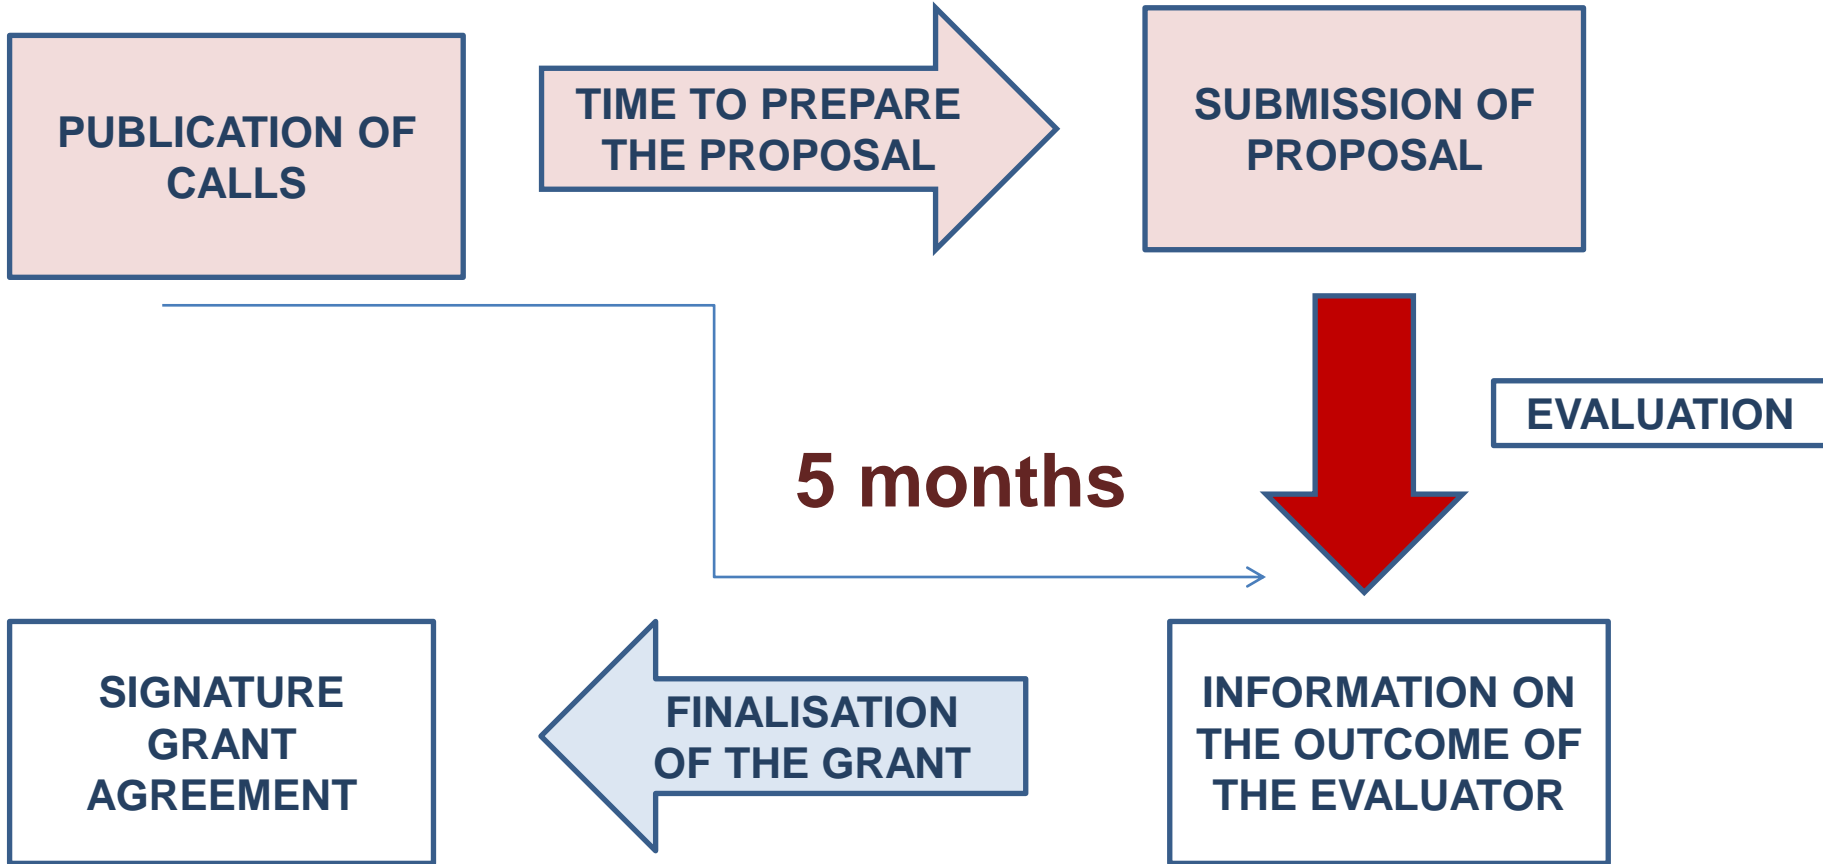 PUBLICATION OF
CALLS
TIME TO PREPARE
THE PROPOSAL
SUBMISSION OF
PROPOSAL
EVALUATION
5 months
SIGNATURE
GRANT
AGREEMENT
FINALISATION
OF THE GRANT
INFORMATION ON
THE OUTCOME OF
THE EVALUATOR